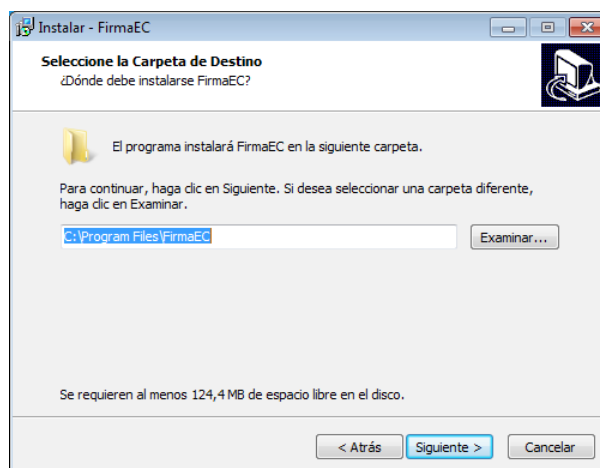 Instalar - FirmaEC
Seleccione la Carpeta de Destino
¿Dónde debe instalarse FirmaEC?
El programa instalará FirmaEC en la siguiente carpeta.
Para continuar, haga clic en Siguiente. Si desea seleccionar una carpeta diferente,
haga clic en Examinar.
C:\Program Files\FirmaEC
Examinar...
Se requieren al menos 124,4 MB de espacio libre en el disco.
< Atrás
Siguiente >
Cancelar